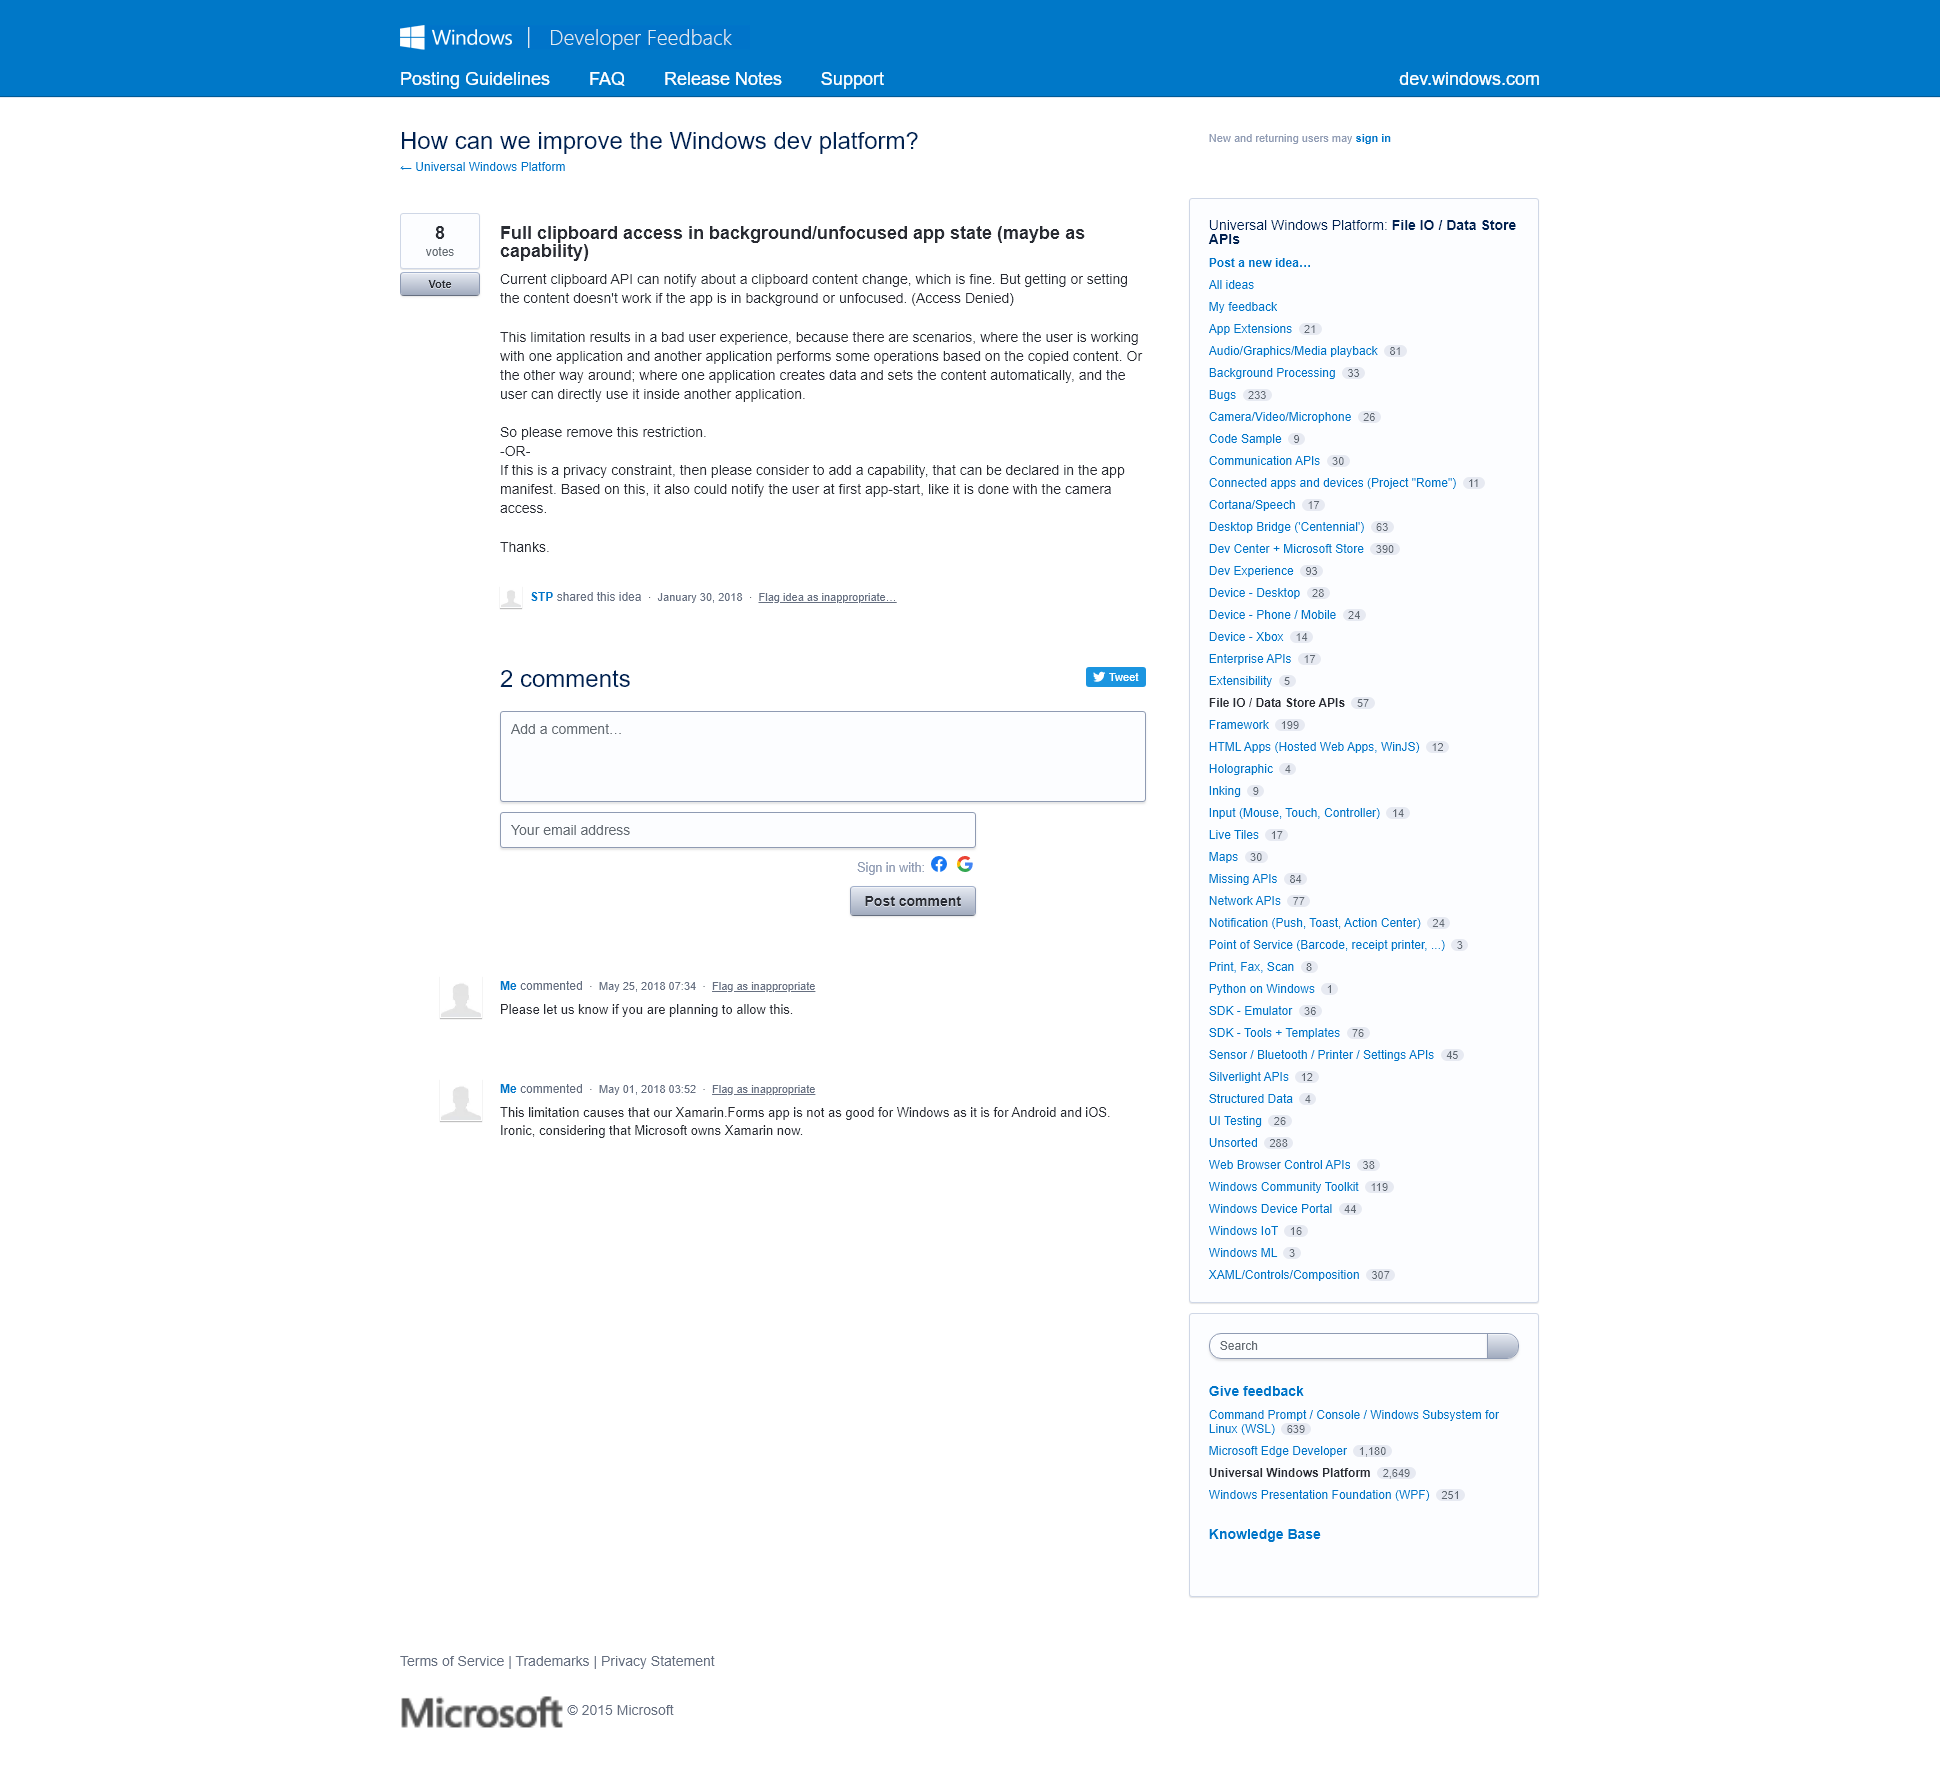 Windows | Developer Feedback
Posting Guidelines FAQ Release Notes Support dev.windows.com
How can we improve the Windows dev platform?
New and returning users may sign in
← Universal Windows Platform
8
votes
Vote
Full clipboard access in background/unfocused app state (maybe as
capability)
Current clipboard API can notify about a clipboard content change, which is fine. But getting or setting
the content doesn't work if the app is in background or unfocused. (Access Denied)
This limitation results in a bad user experience, because there are scenarios, where the user is working
with one application and another application performs some operations based on the copied content. Or
the other way around; where one application creates data and sets the content automatically, and the
user can directly use it inside another application.
So please remove this restriction.
-OR-
If this is a privacy constraint, then please consider to add a capability, that can be declared in the app
manifest. Based on this, it also could notify the user at first app-start, like it is done with the camera
access.
Thanks.
STP shared this idea · January 30, 2018 · Flag idea as inappropriate…
2 comments
Tweet
Add a comment…
Your email address
Sign in with:
Post comment
Me commented · May 25, 2018 07:34 · Flag as inappropriate
Please let us know if you are planning to allow this.
Me commented · May 01, 2018 03:52 · Flag as inappropriate
This limitation causes that our Xamarin.Forms app is not as good for Windows as it is for Android and iOS.
Ironic, considering that Microsoft owns Xamarin now.
Universal Windows Platform: File IO / Data Store
APIs
Post a new idea…
All ideas
My feedback
App Extensions 21
Audio/Graphics/Media playback 81
Background Processing 33
Bugs 233
Camera/Video/Microphone 26
Code Sample 9
Communication APIs 30
Connected apps and devices (Project "Rome") 11
Cortana/Speech 17
Desktop Bridge ('Centennial') 63
Dev Center + Microsoft Store 390
Dev Experience 93
Device - Desktop 28
Device - Phone / Mobile 24
Device - Xbox 14
Enterprise APIs 17
Extensibility 5
File IO / Data Store APIs 57
Framework 199
HTML Apps (Hosted Web Apps, WinJS) 12
Holographic 4
Inking 9
Input (Mouse, Touch, Controller) 14
Live Tiles 17
Maps 30
Missing APIs 84
Network APIs 77
Notification (Push, Toast, Action Center) 24
Point of Service (Barcode, receipt printer, ...) 3
Print, Fax, Scan 8
Python on Windows 1
SDK - Emulator 36
SDK - Tools + Templates 76
Sensor / Bluetooth / Printer / Settings APIs 45
Silverlight APIs 12
Structured Data 4
UI Testing 26
Unsorted 288
Web Browser Control APIs 38
Windows Community Toolkit 119
Windows Device Portal 44
Windows IoT 16
Windows ML 3
XAML/Controls/Composition 307
Search
Give feedback
Command Prompt / Console / Windows Subsystem for
Linux (WSL) 639
Microsoft Edge Developer 1,180
Universal Windows Platform 2,649
Windows Presentation Foundation (WPF) 251
Knowledge Base
Terms of Service | Trademarks | Privacy Statement
Microsoft © 2015 Microsoft